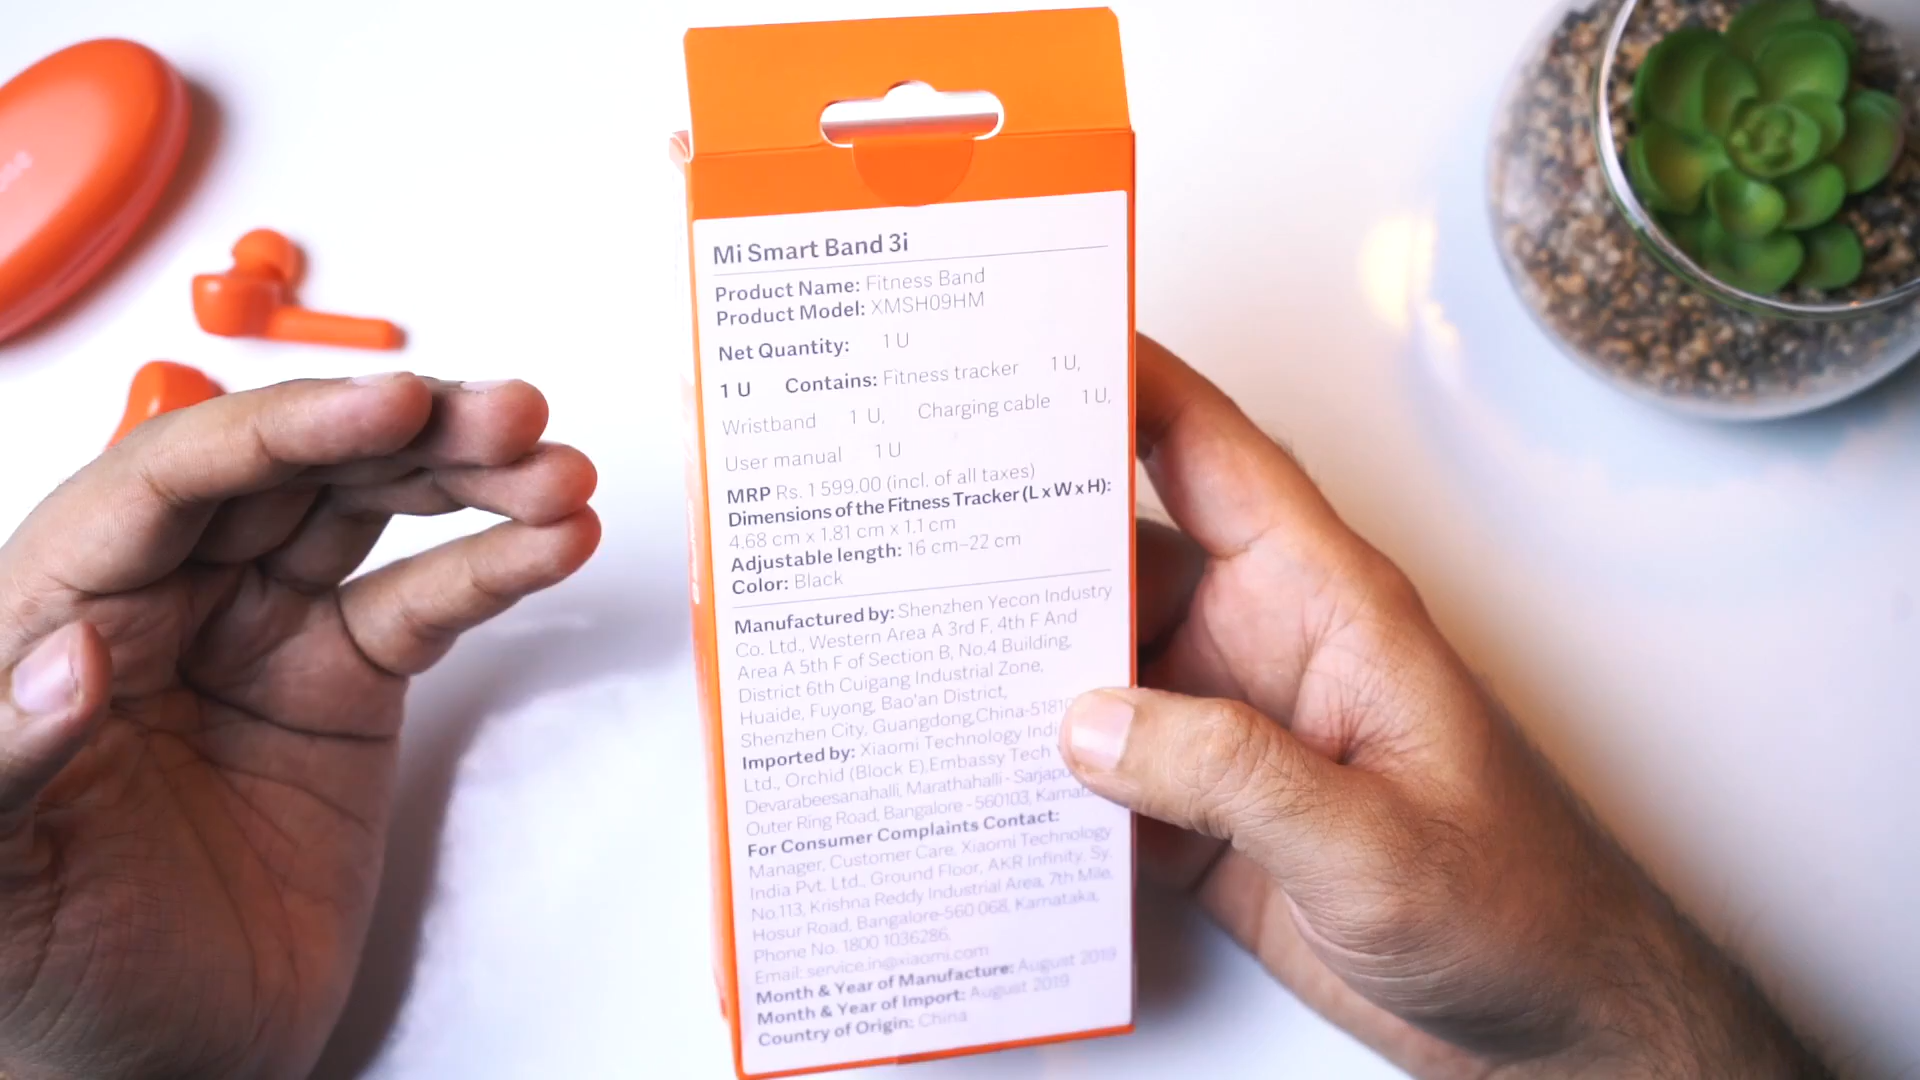 Mi Smart Band 3i
Product Name: Fitness Band
Product Model: XMSH09HM
Net Quantity: 1 U
1 U Contains: Fitness tracker 1 U,
Wristband 1 U, Charging cable 1 U,
User manual 1 U
MRP Rs. 1 599.00 (incl. of all taxes)
Dimensions of the Fitness Tracker (L x W x H):
4.68 cm x 1.81 cm x 1.1 cm
Adjustable length: 16 cm–22 cm
Color: Black
Manufactured by: Shenzhen Yecon Industry
Co. Ltd., Western Area A 3rd F, 4th F And
Area A 5th F of Section B, No.4 Building,
District 6th Cuigang Industrial Zone,
Huaide, Fuyong, Bao'an District,
Shenzhen City, Guangdong,China-5181
Imported by: Xiaomi Technology
Ltd., Orchid (Block E),Embassy Tech
Devarabeesanahalli, Marathahalli - Sarjapu
Outer Ring Road, Bangalore - 560103, Karna
For Consumer Complaints Contact:
Manager, Customer Care, Xiaomi Technology
India Pvt. Ltd., Ground Floor, AKR Infinity, Sy.
No.113, Krishna Reddy Industrial Area, 7th Mile,
Hosur Road, Bangalore-560 068, Karnataka,
Phone No. 1800 1036286,
Email: service.in@xiaomi.com
Month & Year of Manufacture: August 2019
Month & Year of Import: August 2019
Country of Origin: China